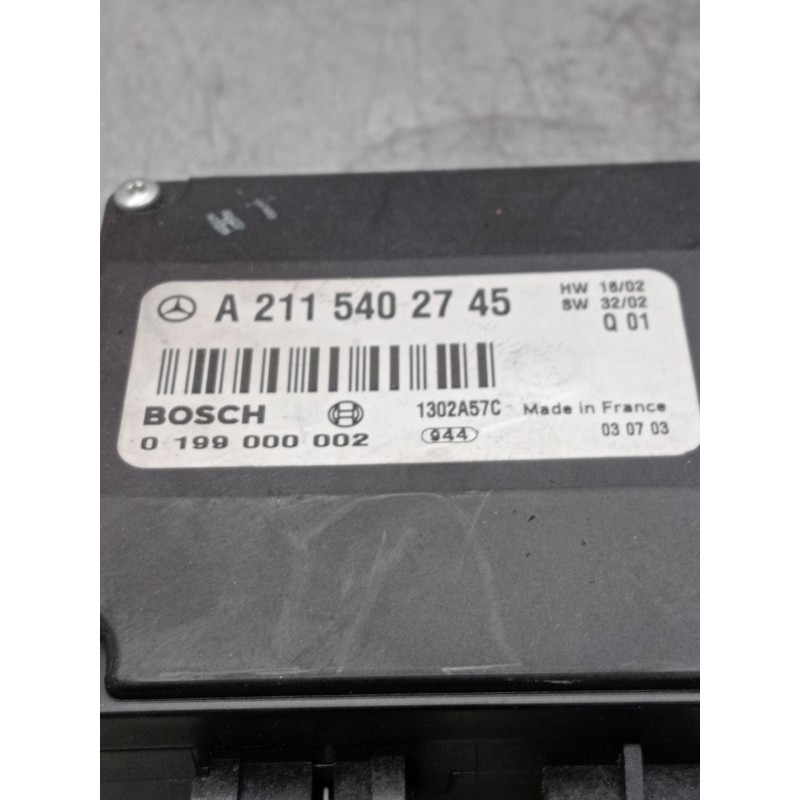 H T
A 211 540 27 45
HW 16/02
SW 32/02
Q 01
BOSCH
1302A57C
Made in France
0 199 000 002
944
03 07 03